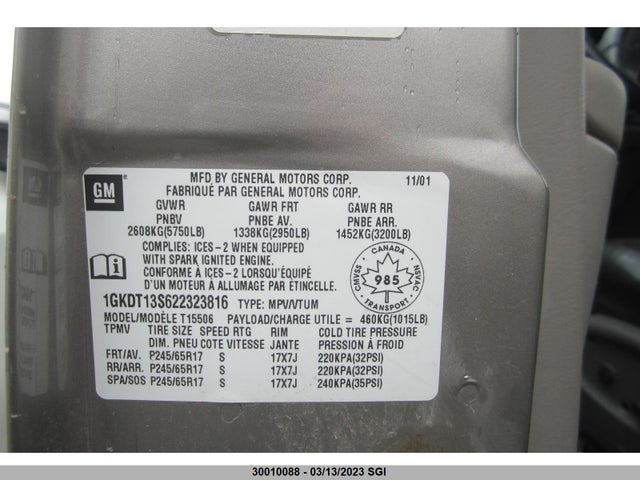 GM
MFD BY GENERAL MOTORS CORP. 11/01
FABRIQUÉ PAR GENERAL MOTORS CORP.
GVWR GAWR FRT GAWR RR
PNBV PNBE AV. PNBE ARR.
2608KG(5750LB) 1338KG(2950LB) 1452KG(3200LB)
COMPLIES: ICES-2 WHEN EQUIPPED
WITH SPARK IGNITED ENGINE.
CONFORME A ICES-2 LORSQU'ÉQUIPÉ
D'UN MOTEUR A ALLUMAGE PAR ETINCELLE.
CANADA
CMVSS 985 NSVAC
TRANSPORT
1GKDT13S622323816 TYPE: MPV/VTUM
MODEL/MODÈLE T15506 PAYLOAD/CHARGE UTILE = 460KG(1015LB)
TPMV TIRE SIZE SPEED RTG RIM COLD TIRE PRESSURE
DIM. PNEU COTE VITESSE JANTE PRESSION À FROID
FRT/AV. P245/65R17 S 17X7J 220KPA(32PSI)
RR/ARR. P245/65R17 S 17X7J 220KPA(32PSI)
SPA/SOS P245/65R17 S 17X7J 240KPA(35PSI)
30010088 - 03/13/2023 SGI